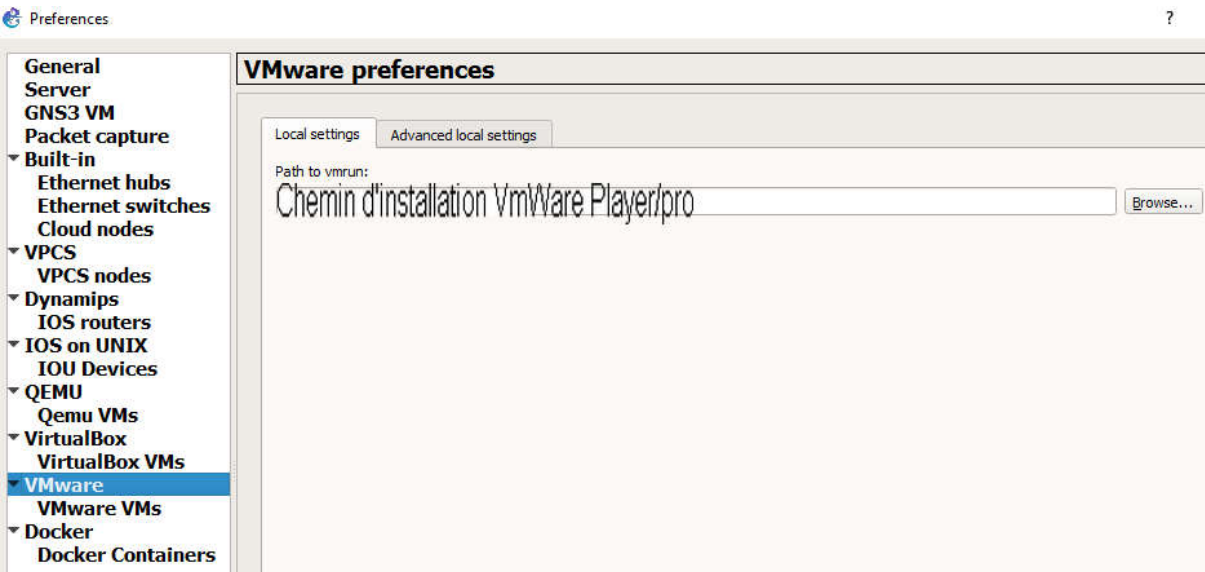 Preferences
?
General
Server
GNS3 VM
Packet capture
Built-in
Ethernet hubs
Ethernet switches
Cloud nodes
VPCS
VPCS nodes
Dynamips
IOS routers
IOS on UNIX
IOU Devices
QEMU
Qemu VMs
VirtualBox
VirtualBox VMs
VMware
VMware VMs
Docker
Docker Containers
VMware preferences
Local settings
Advanced local settings
Path to vmrun:
Chemin d'installation VmWare Player/pro
Browse...